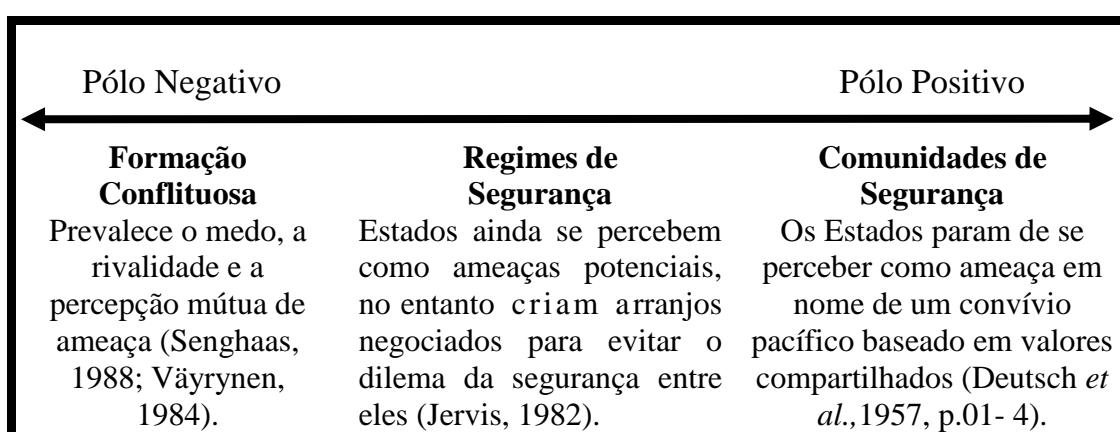 Pólo Negativo
Pólo Positivo
Formação
Conflituosa
Prevalece o medo, a
rivalidade e a
percepção mútua de
ameaça (Senghaas,
1988; Väyrynen,
1984).
Regimes de
Segurança
Estados ainda se percebem
como ameaças potenciais,
no entanto criam arranjos
negociados para evitar o
dilema da segurança entre
eles (Jervis, 1982).
Comunidades de
Segurança
Os Estados param de se
perceber como ameaça em
nome de um convívio
pacífico baseado em valores
compartilhados (Deutsch et
al.,1957, p.01- 4).